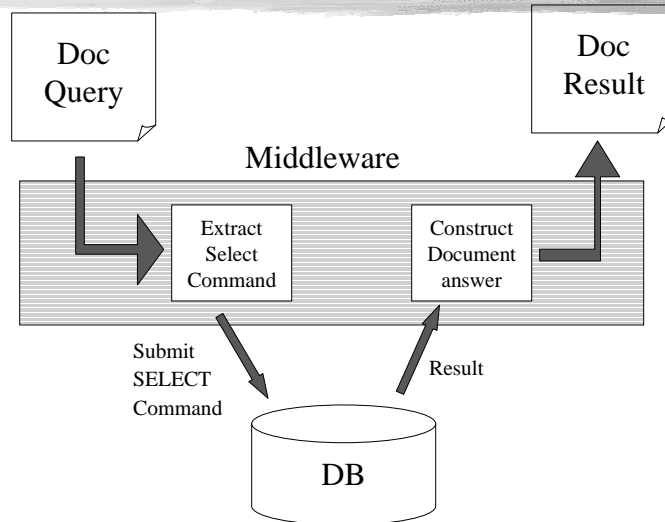 Doc
Query
Doc
Result
Middleware
Extract
Select
Command
Construct
Document
answer
Submit
SELECT
Command
Result
DB